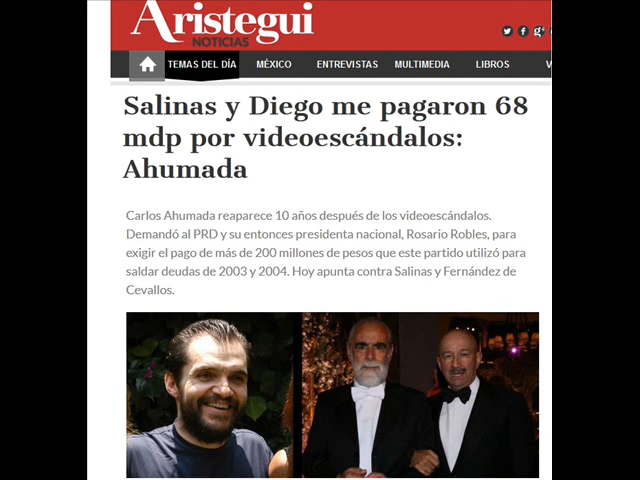 Aristegui
NOTICIAS
TEMAS DEL DÍA MÉXICO ENTREVISTAS MULTIMEDIA LIBROS V
Salinas y Diego me pagaron 68
mdp por videoescándalos:
Ahumada
Carlos Ahumada reaparece 10 años después de los videoescándalos.
Demandó al PRD y su entonces presidenta nacional, Rosario Robles, para
exigir el pago de más de 200 millones de pesos que este partido utilizó para
saldar deudas de 2003 y 2004. Hoy apunta contra Salinas y Fernández de
Cevallos.